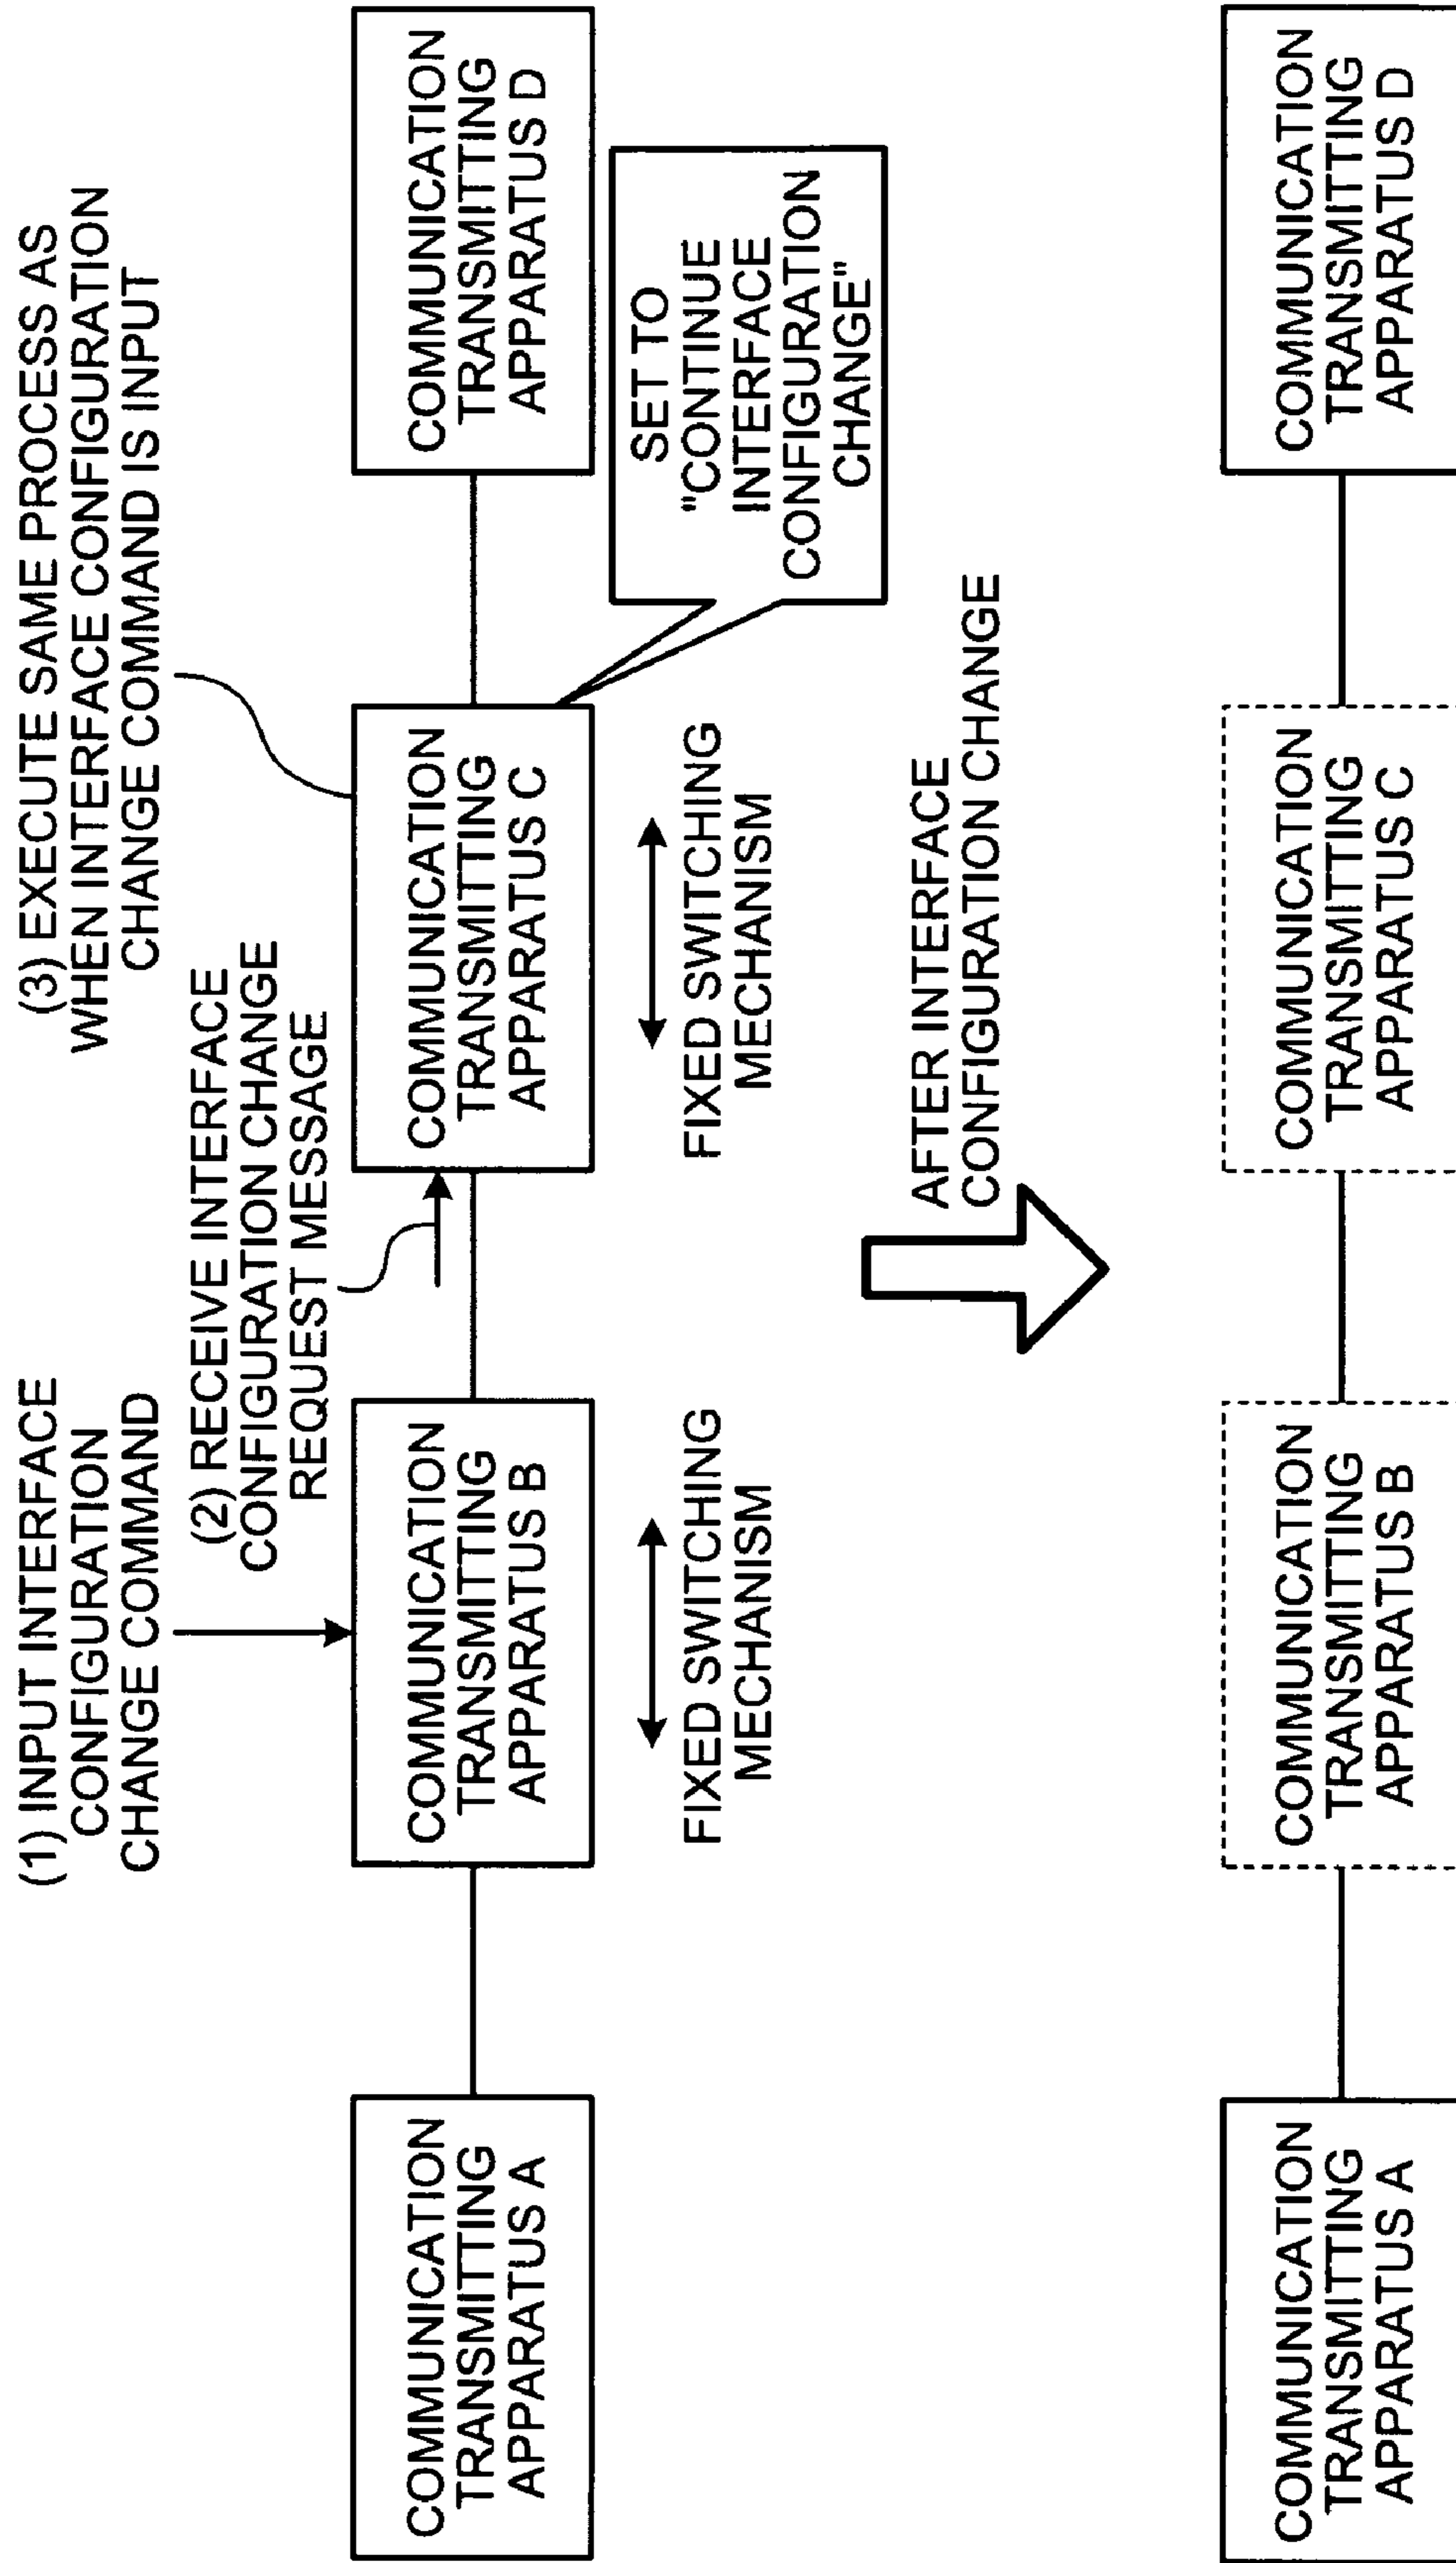 (1) INPUT INTERFACE
CONFIGURATION
CHANGE COMMAND
(2) RECEIVE INTERFACE
CONFIGURATION CHANGE
REQUEST MESSAGE
(3) EXECUTE SAME PROCESS AS
WHEN INTERFACE CONFIGURATION
CHANGE COMMAND IS INPUT
COMMUNICATION
TRANSMITTING
APPARATUS A
COMMUNICATION
TRANSMITTING
APPARATUS B
COMMUNICATION
TRANSMITTING
APPARATUS C
COMMUNICATION
TRANSMITTING
APPARATUS D
FIXED SWITCHING
MECHANISM
FIXED SWITCHING
MECHANISM
SET TO
"CONTINUE
INTERFACE
CONFIGURATION
CHANGE"
AFTER INTERFACE
CONFIGURATION CHANGE
COMMUNICATION
TRANSMITTING
APPARATUS A
COMMUNICATION
TRANSMITTING
APPARATUS B
COMMUNICATION
TRANSMITTING
APPARATUS C
COMMUNICATION
TRANSMITTING
APPARATUS D